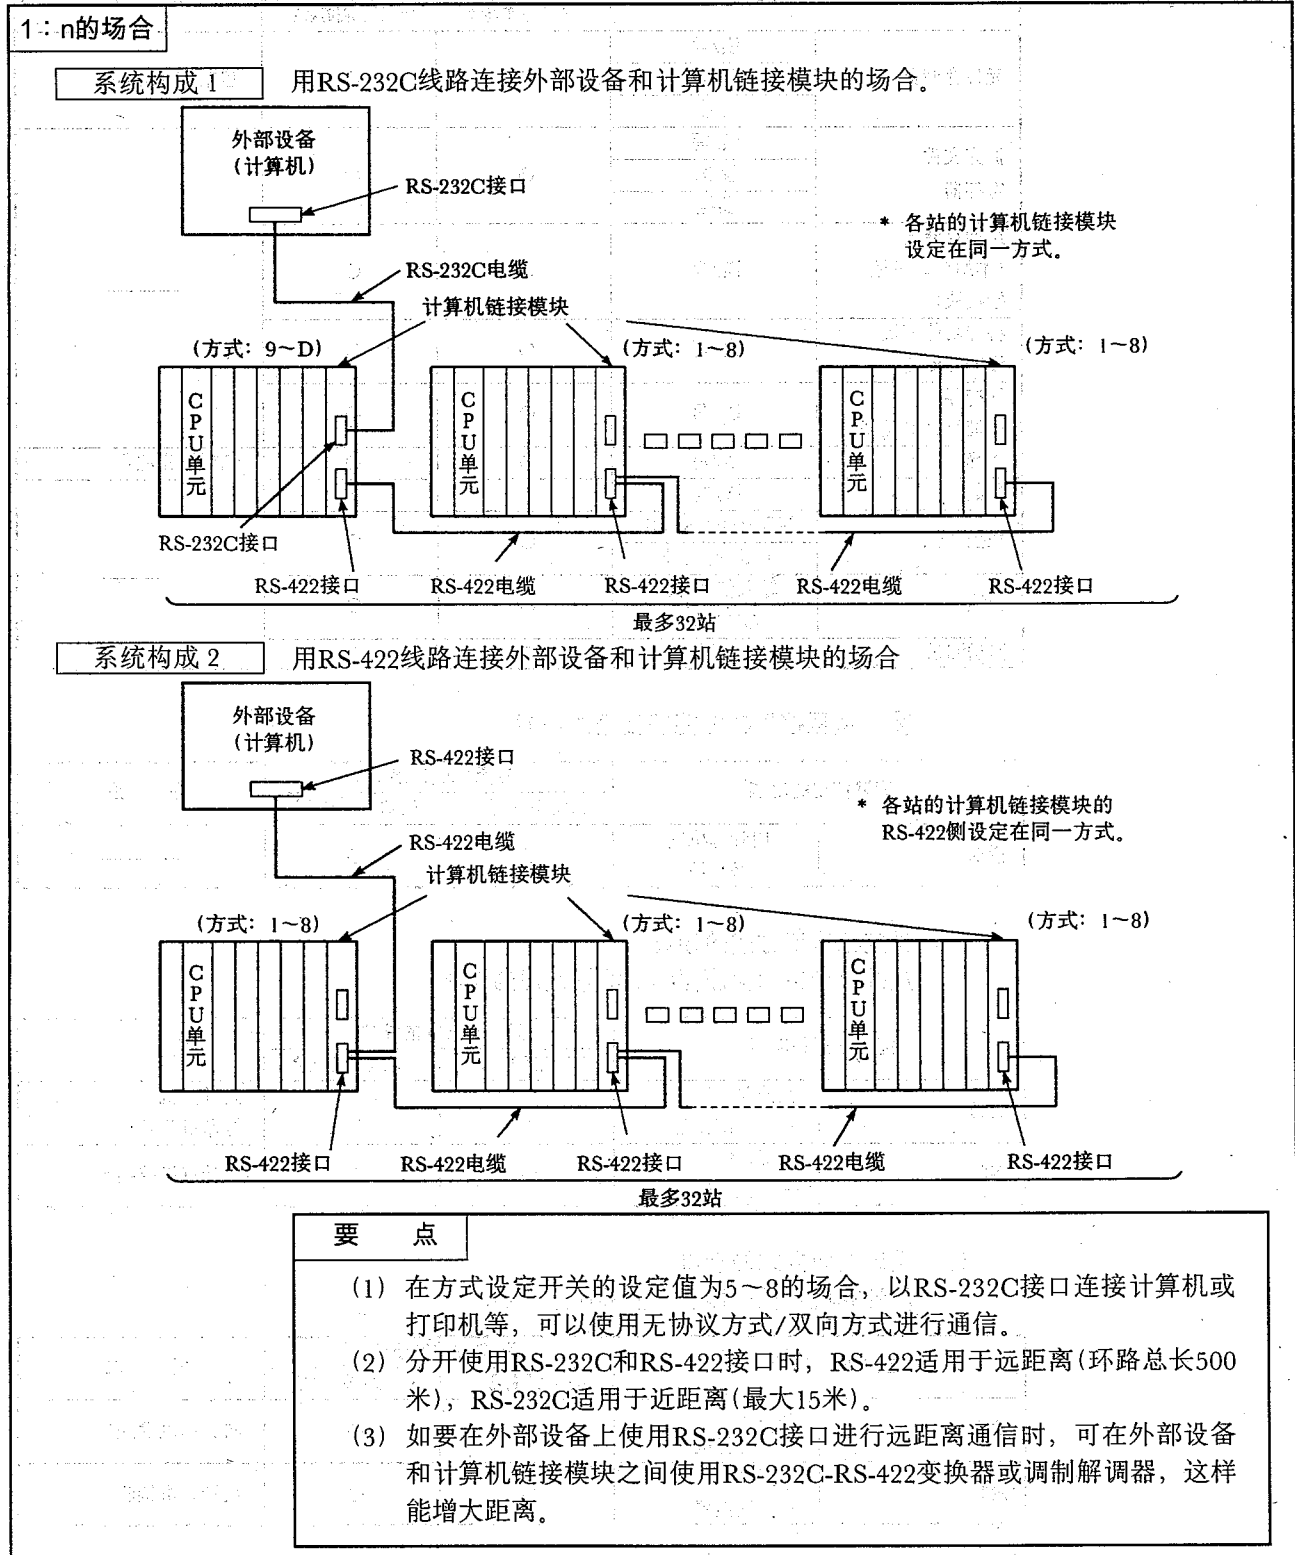 1：n的场合
系统构成 1
用RS-232C线路连接外部设备和计算机链接模块的场合。
外部设备
(计算机)
RS-232C接口
* 各站的计算机链接模块
设定在同一方式。
RS-232C电缆
计算机链接模块
(方式：9～D)
(方式：1～8)
(方式：1～8)
CPU单元
CPU单元
CPU单元
RS-232C接口
RS-422接口
RS-422电缆
RS-422接口
RS-422电缆
RS-422接口
最多32站
系统构成 2
用RS-422线路连接外部设备和计算机链接模块的场合
外部设备
(计算机)
RS-422接口
* 各站的计算机链接模块的
RS-422侧设定在同一方式。
RS-422电缆
计算机链接模块
(方式：1～8)
(方式：1～8)
(方式：1～8)
CPU单元
CPU单元
CPU单元
RS-422接口
RS-422电缆
RS-422接口
RS-422电缆
RS-422接口
最多32站
要 点
(1) 在方式设定开关的设定值为5～8的场合，以RS-232C接口连接计算机或
打印机等，可以使用无协议方式/双向方式进行通信。
(2) 分开使用RS-232C和RS-422接口时，RS-422适用于远距离(环路总长500
米)，RS-232C适用于近距离(最大15米)。
(3) 如要在外部设备上使用RS-232C接口进行远距离通信时，可在外部设备
和计算机链接模块之间使用RS-232C-RS-422变换器或调制解调器，这样
能增大距离。